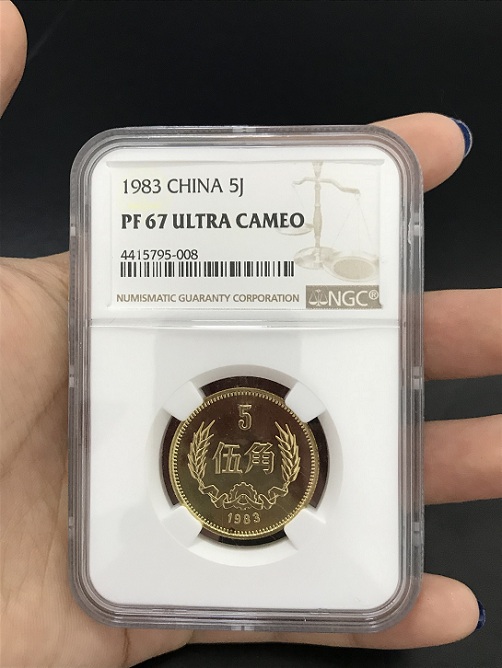 1983 CHINA 5J
PF 67 ULTRA CAMEO
4415795-008
NUMISMATIC GUARANTY CORPORATION
NGC®
5
伍角
1983